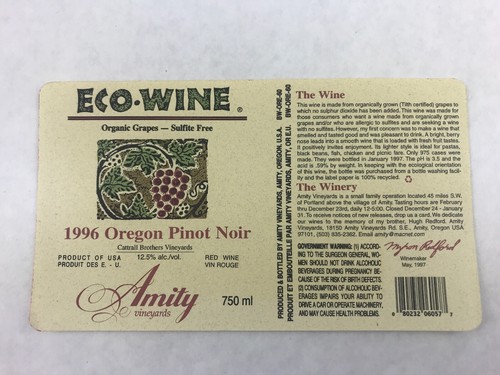 ECO·WINE®
Organic Grapes — Sulfite Free
1996 Oregon Pinot Noir
Cattrall Brothers Vineyards
PRODUCT OF USA 12.5% alc./vol. RED WINE
PRODUIT DES E. - U. VIN ROUGE
Amity
vineyards
750 ml
PRODUCED & BOTTLED BY AMITY VINEYARDS, AMITY, OREGON, U.S.A. BW-ORE-60
PRODUIT ET EMBOUTEILLE PAR AMITY VINEYARDS, AMITY, OR E.U. BW-ORE-60
The Wine
This wine is made from organically grown (Tilth certified) grapes to
which no sulphur dioxide has been added. This wine was made for
those consumers who want a wine made from organically grown
grapes and/or who are allergic to sulfites and are seeking a wine
with no sulfites. However, my first concern was to make a wine that
smelled and tasted good and was pleasant to drink. A bright, berry
nose leads into a smooth wine that is loaded with fresh fruit tastes.
It positively invites enjoyment. Its lighter style is ideal for pastas,
black beans, fish, chicken and picnic fare. Only 975 cases were
made. They were bottled in January 1997. The pH is 3.5 and the
acid is .59% by weight. In keeping with the ecological orientation
of this wine, the bottle was purchased from a bottle washing facil-
ity and the label paper is 100% recycled.
The Winery
Amity Vineyards is a small family operation located 45 miles S.W.
of Portland above the village of Amity. Tasting hours are February
thru December 23rd, daily 12-5:00. Closed December 24 - January
31. To receive notices of new releases, drop us a card. We dedicate
our wines to the memory of my brother; Hugh Redford. Amity
Vineyards, 18150 Amity Vineyards Rd. S.E., Amity, Oregon USA
97101, (503) 835-2362. Email amity@macnet.com
GOVERNMENT WARNING: (1) ACCORD-
ING TO THE SURGEON GENERAL, WO-
MEN SHOULD NOT DRINK ALCOHOLIC
BEVERAGES DURING PREGNANCY BE-
CAUSE OF THE RISK OF BIRTH DEFECTS.
(2) CONSUMPTION OF ALCOHOLIC BEV-
ERAGES IMPAIRS YOUR ABILITY TO
DRIVE A CAR OR OPERATE MACHINERY,
AND MAY CAUSE HEALTH PROBLEMS.
Myron Redford
Winemaker
May, 1997
0 80232 06057 7